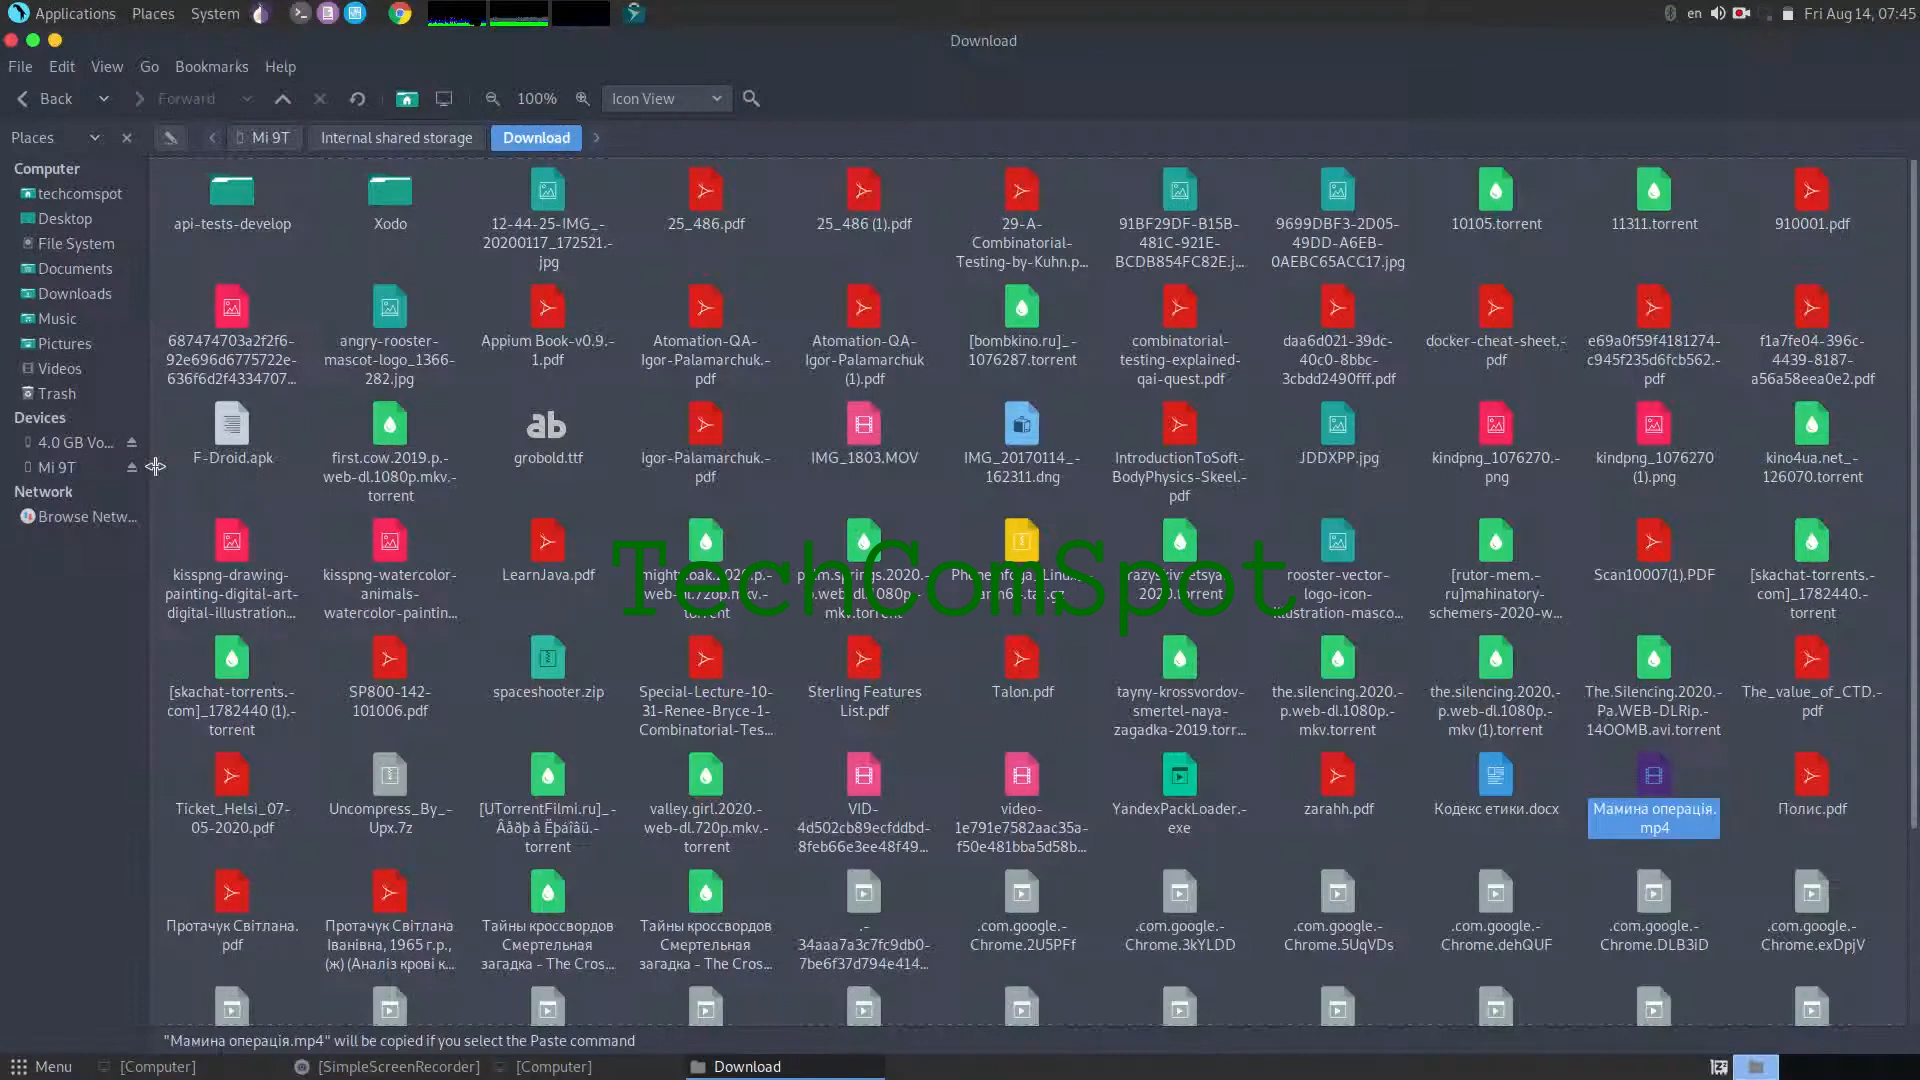 Applications Places System en Fri Aug 14, 07:45
Download
File Edit View Go Bookmarks Help
Back Forward 100% Icon View
Places Mi 9T Internal shared storage Download
Computer
techcomspot
Desktop
File System
Documents
Downloads
Music
Pictures
Videos
Trash
Devices
4.0 GB Vo...
Mi 9T
Network
Browse Netw...
api-tests-develop
Xodo
12-44-25-IMG_-
20200117_172521.-
jpg
25_486.pdf
25_486 (1).pdf
29-A-
Combinatorial-
Testing-by-Kuhn.p...
91BF29DF-B15B-
481C-921E-
BCDB854FC82E.j...
9699DBF3-2D05-
49DD-A6EB-
0AEBC65ACC17.jpg
10105.torrent
11311.torrent
910001.pdf
687474703a2f2f6-
92e696d6775722e-
636f6d2f4334707...
angry-rooster-
mascot-logo_1366-
282.jpg
Appium Book-v0.9.-
1.pdf
Atomation-QA-
Igor-Palamarchuk.-
pdf
Atomation-QA-
Igor-Palamarchuk
(1).pdf
[bombkino.ru]_-
1076287.torrent
combinatorial-
testing-explained-
qai-quest.pdf
daa6d021-39dc-
40c0-8bbc-
3cbdd2490fff.pdf
docker-cheat-sheet.-
pdf
e69a0f59f4181274-
c945f235d6fcb562.-
pdf
f1a7fe04-396c-
4439-8187-
a56a58eea0e2.pdf
F-Droid.apk
first.cow.2019.p.-
web-dl.1080p.mkv.-
torrent
grobold.ttf
Igor-Palamarchuk.-
pdf
IMG_1803.MOV
IMG_20170114_-
162311.dng
IntroductionToSoft-
BodyPhysics-Skeel.-
pdf
JDDXPP.jpg
kindpng_1076270.-
png
kindpng_1076270
(1).png
kino4ua.net_-
126070.torrent
kisspng-drawing-
painting-digital-art-
digital-illustration...
kisspng-watercolor-
animals-
watercolor-paintin...
LearnJava.pdf
TechComSpot
web-dl.720p.mkv.-
torrent
mkv.torrent
2020.torrent
rooster-vector-
logo-icon-
illustration-masco...
[rutor-mem.-
ru]mahinatory-
schemers-2020-w...
Scan10007(1).PDF
[skachat-torrents.-
com]_1782440.-
torrent
[skachat-torrents.-
com]_1782440 (1).-
torrent
SP800-142-
101006.pdf
spaceshooter.zip
Special-Lecture-10-
31-Renee-Bryce-1-
Combinatorial-Tes...
Sterling Features
List.pdf
Talon.pdf
tayny-krossvordov-
smertel-naya-
zagadka-2019.torr...
the.silencing.2020.-
p.web-dl.1080p.-
mkv.torrent
the.silencing.2020.-
p.web-dl.1080p.-
mkv (1).torrent
The.Silencing.2020.-
Pa.WEB-DLRip.-
14OOMB.avi.torrent
The_value_of_CTD.-
pdf
Ticket_Helsi_07-
05-2020.pdf
Uncompress_By_-
Upx.7z
[UTorrentFilmi.ru]_-
torrent
valley.girl.2020.-
web-dl.720p.mkv.-
torrent
VID-
4d502cb89ecfddbd-
8feb66e3ee48f49...
video-
1e791e7582aac35a-
f50e481bba5d58b...
YandexPackLoader.-
exe
zarahh.pdf
Кодекс етики.docx
Мамина операція.
mp4
Полис.pdf
Протачук Світлана.
pdf
Протачук Світлана
Іванівна, 1965 г.р.,
(ж) (Аналіз крові к...
Тайны кроссвордов
Смертельная
загадка - The Cros...
Тайны кроссвордов
Смертельная
загадка - The Cros...
.-
34aaa7a3c7fc9db0-
7be6f37d794e414...
.com.google.-
Chrome.2U5PFf
.com.google.-
Chrome.3kYLDD
.com.google.-
Chrome.5UqVDs
.com.google.-
Chrome.dehQUF
.com.google.-
Chrome.DLB3iD
.com.google.-
Chrome.exDpjV
"Мамина операція.mp4" will be copied if you select the Paste command
Menu [Computer] [SimpleScreenRecorder] [Computer] Download